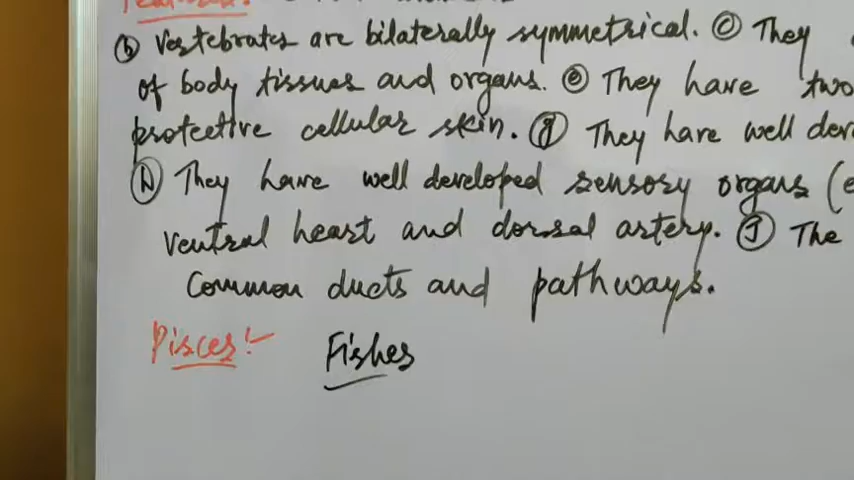 Features:-
(b) Vertebrates are bilaterally symmetrical. (c) They
of body tissues and organs. (e) They have two
protective cellular skin. (g) They have well dev
(h) They have well developed sensory organs (e
ventral heart and dorsal artery. (J) The
Common ducts and pathways.
Pisces:- Fishes